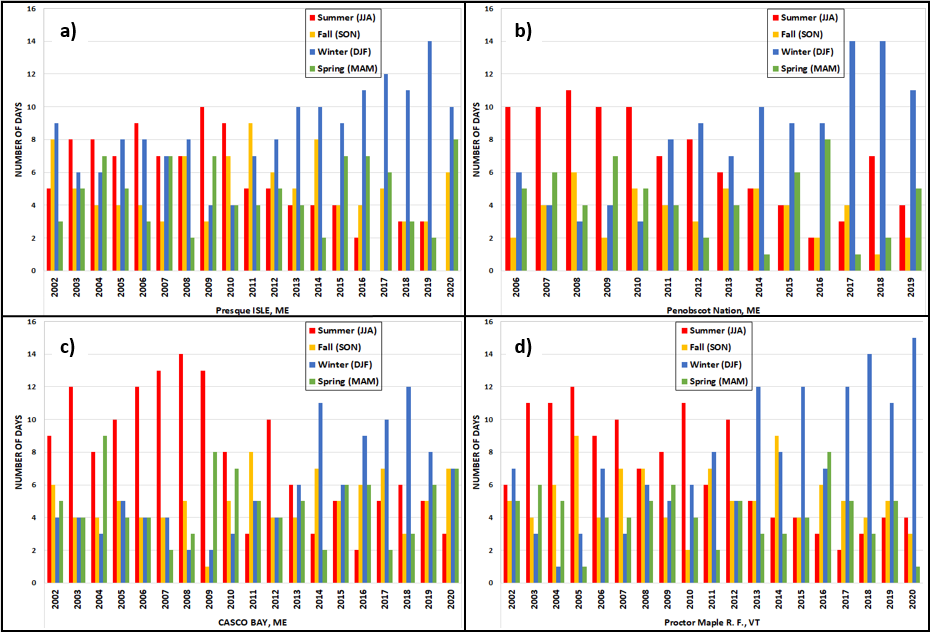 a)
Summer (JJA)
Fall (SON)
Winter (DJF)
Spring (MAM)
NUMBER OF DAYS
16
14
12
10
8
6
4
2
0
2002 2003 2004 2005 2006 2007 2008 2009 2010 2011 2012 2013 2014 2015 2016 2017 2018 2019 2020
Presque ISLE, ME
b)
Summer (JJA)
Fall (SON)
Winter (DJF)
Spring (MAM)
NUMBER OF DAYS
16
14
12
10
8
6
4
2
0
2006 2007 2008 2009 2010 2011 2012 2013 2014 2015 2016 2017 2018 2019
Penobscot Nation, ME
c)
Summer (JJA)
Fall (SON)
Winter (DJF)
Spring (MAM)
NUMBER OF DAYS
16
14
12
10
8
6
4
2
0
2002 2003 2004 2005 2006 2007 2008 2009 2010 2011 2012 2013 2014 2015 2016 2017 2018 2019 2020
CASCO BAY, ME
d)
Summer (JJA)
Fall (SON)
Winter (DJF)
Spring (MAM)
NUMBER OF DAYS
16
14
12
10
8
6
4
2
0
2002 2003 2004 2005 2006 2007 2008 2009 2010 2011 2012 2013 2014 2015 2016 2017 2018 2019 2020
Proctor Maple R. F., VT